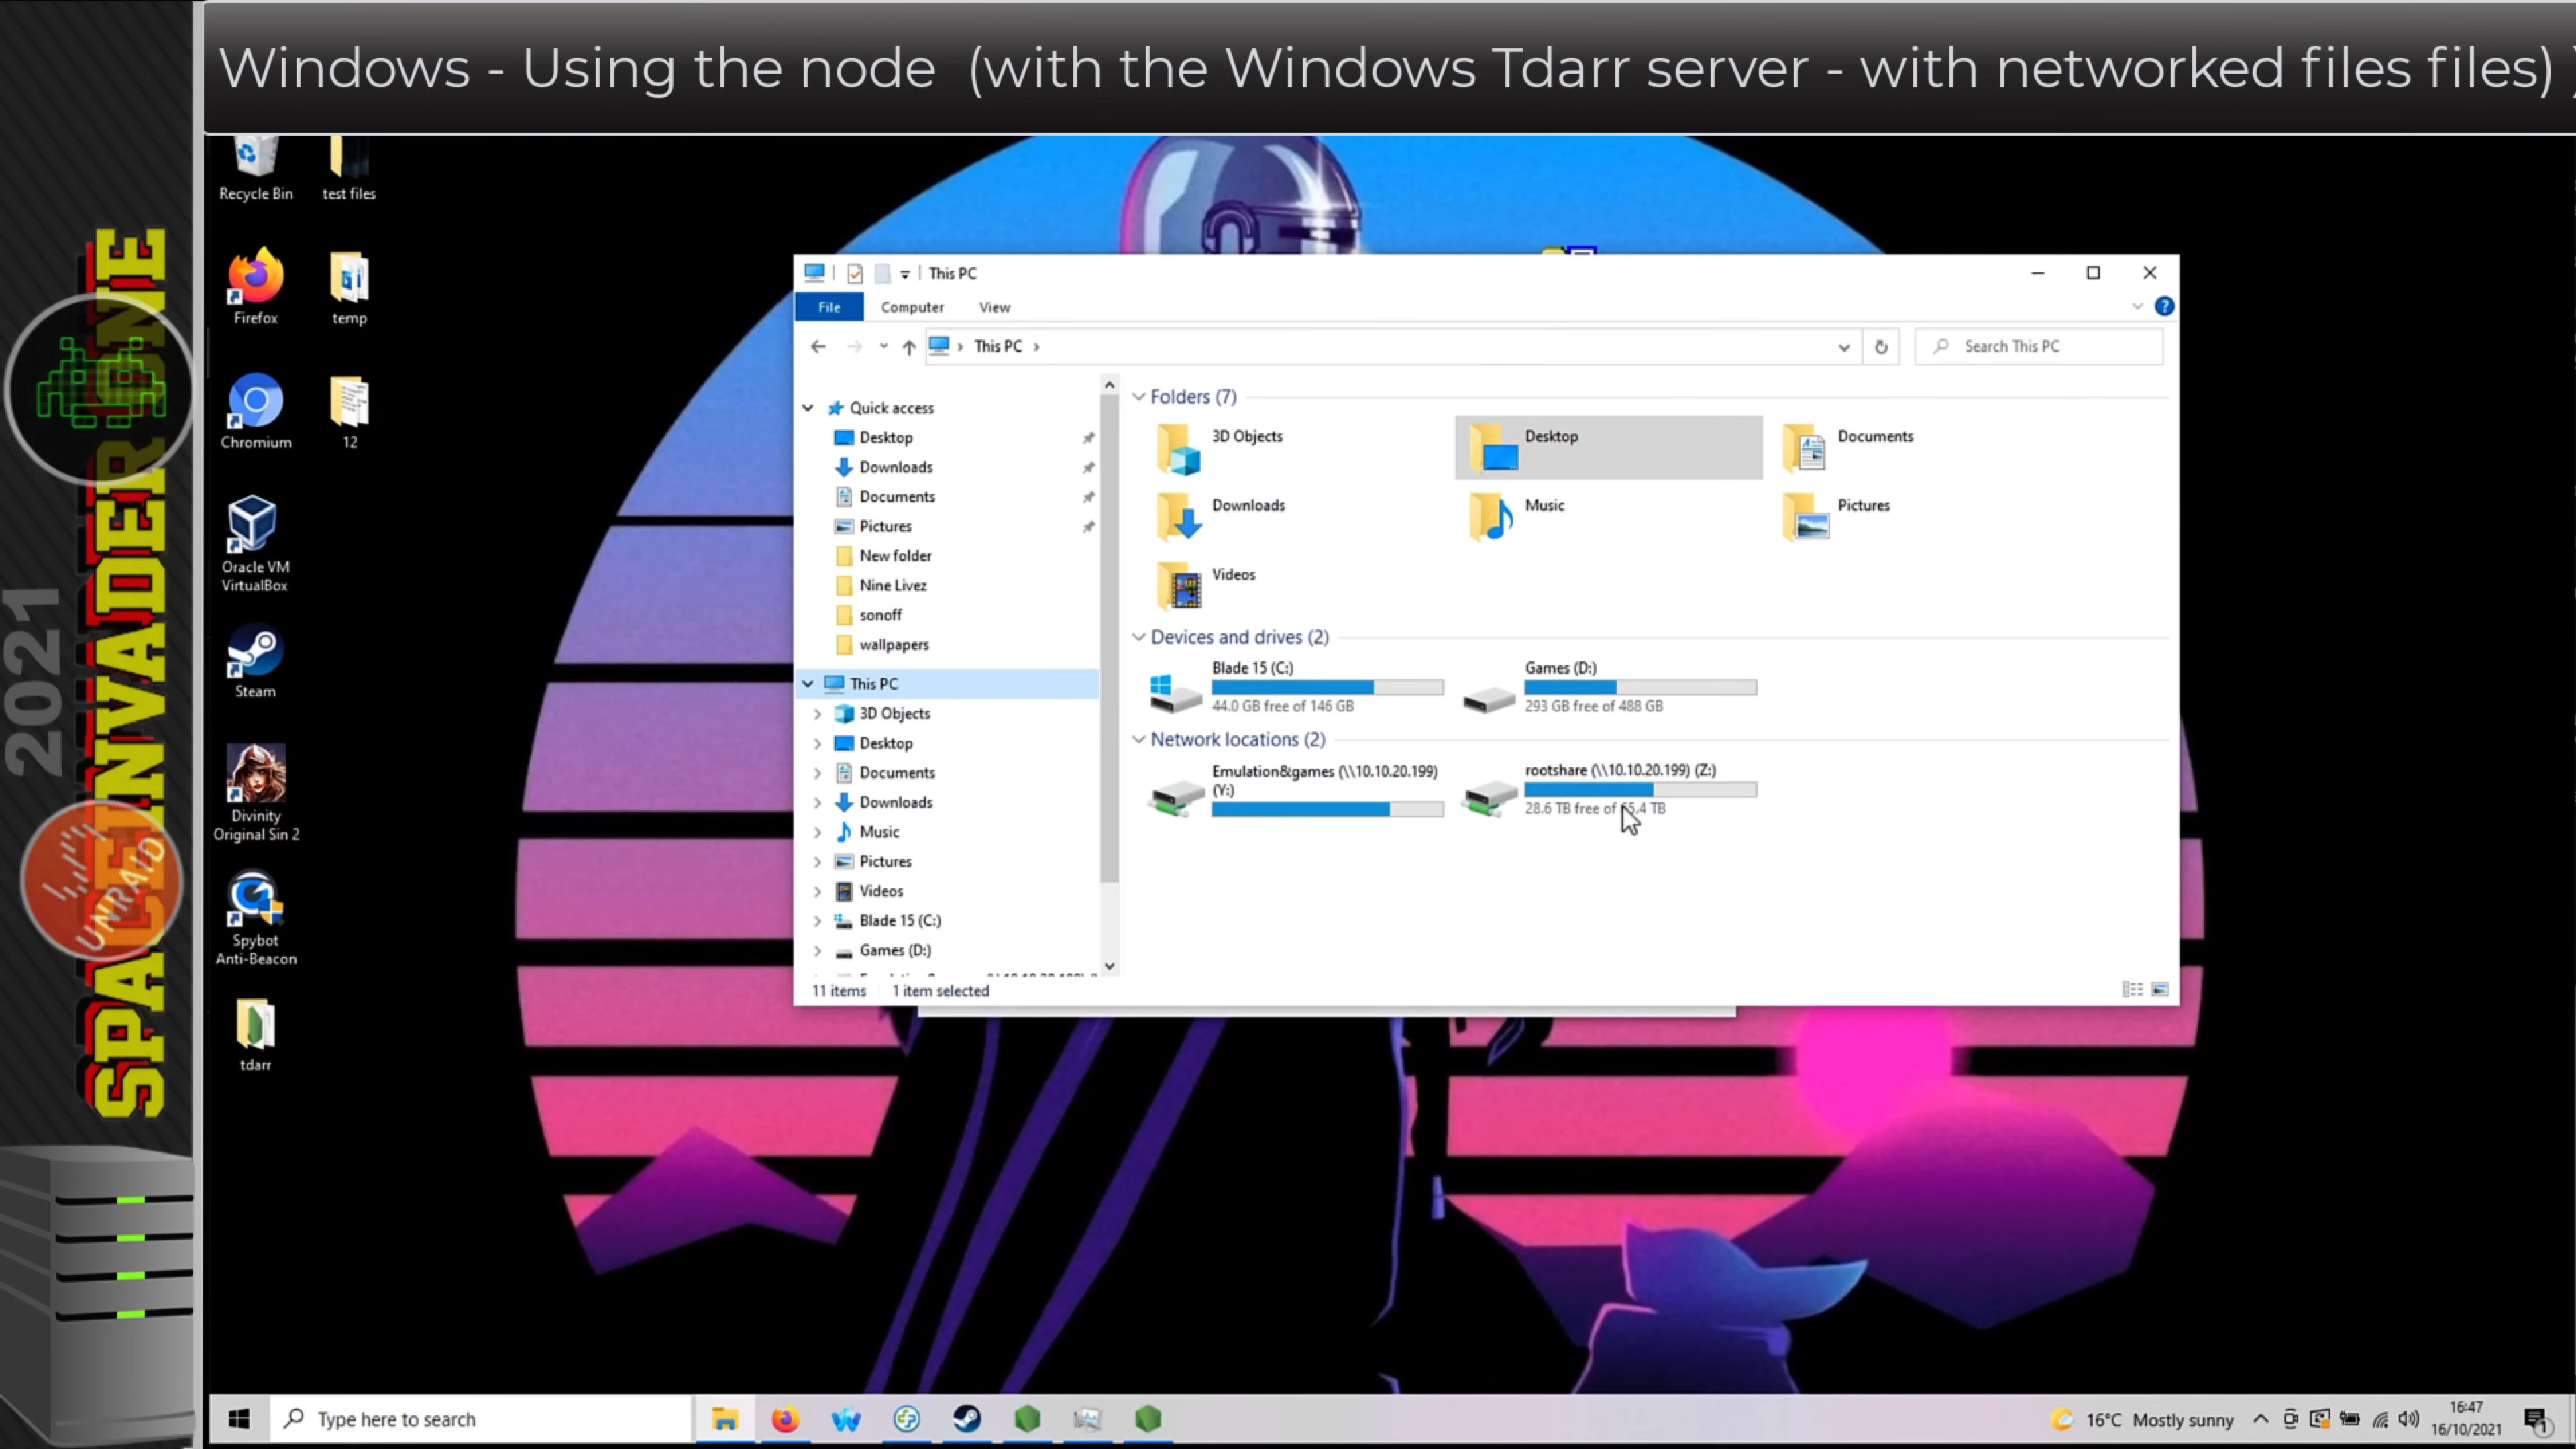 Windows - Using the node (with the Windows Tdarr server - with networked files files)
SPACEINVADER ONE
2021
UNRAID
Recycle Bin
test files
Firefox
temp
Chromium
12
Oracle VM
VirtualBox
Steam
Divinity
Original Sin 2
Spybot
Anti-Beacon
tdarr
This PC
File
Computer
View
This PC
Search This PC
Quick access
Desktop
Downloads
Documents
Pictures
New folder
Nine Livez
sonoff
wallpapers
This PC
3D Objects
Desktop
Documents
Downloads
Music
Pictures
Videos
Blade 15 (C:)
Games (D:)
Folders (7)
3D Objects
Desktop
Documents
Downloads
Music
Pictures
Videos
Devices and drives (2)
Blade 15 (C:)
44.0 GB free of 146 GB
Games (D:)
293 GB free of 488 GB
Network locations (2)
Emulation&games (\\10.10.20.199)
(Y:)
rootshare (\\10.10.20.199) (Z:)
28.6 TB free of TB
11 items
1 item selected
Type here to search
16°C Mostly sunny
16:47
16/10/2021
1